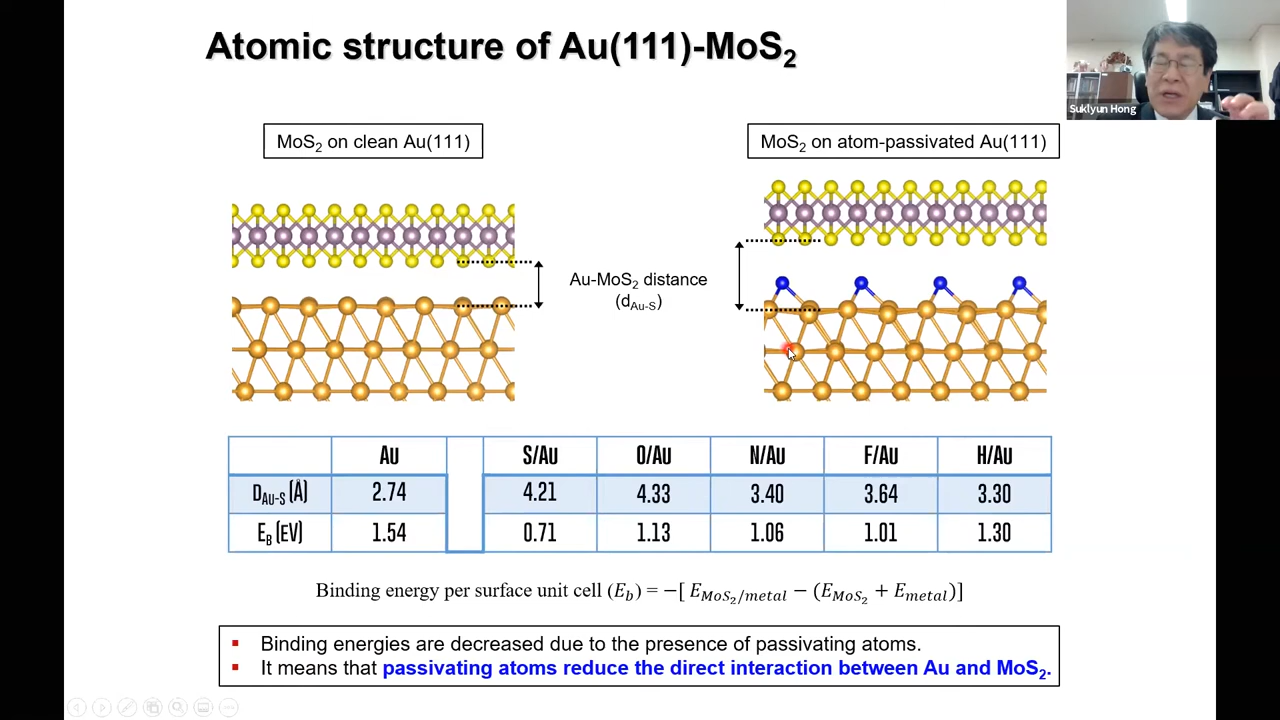 Atomic structure of Au(111)-MoS₂
Suklyun Hong
MoS₂ on clean Au(111)
MoS₂ on atom-passivated Au(111)
Au-MoS₂ distance
(d_Au-S)
Au S/Au O/Au N/Au F/Au H/Au
D_Au-S (Å) 2.74 4.21 4.33 3.40 3.64 3.30
E_B (EV) 1.54 0.71 1.13 1.06 1.01 1.30
Binding energy per surface unit cell (E_b) = −[ E_MoS₂/metal − (E_MoS₂ + E_metal)]
▪ Binding energies are decreased due to the presence of passivating atoms.
▪ It means that passivating atoms reduce the direct interaction between Au and MoS₂.